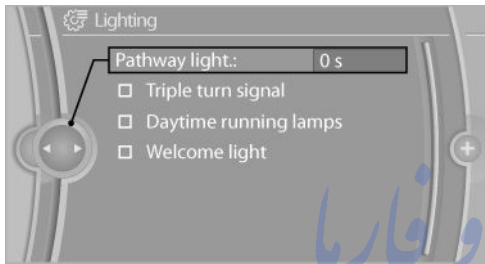 Lighting
Pathway light.: 0 s
Triple turn signal
Daytime running lamps
Welcome light